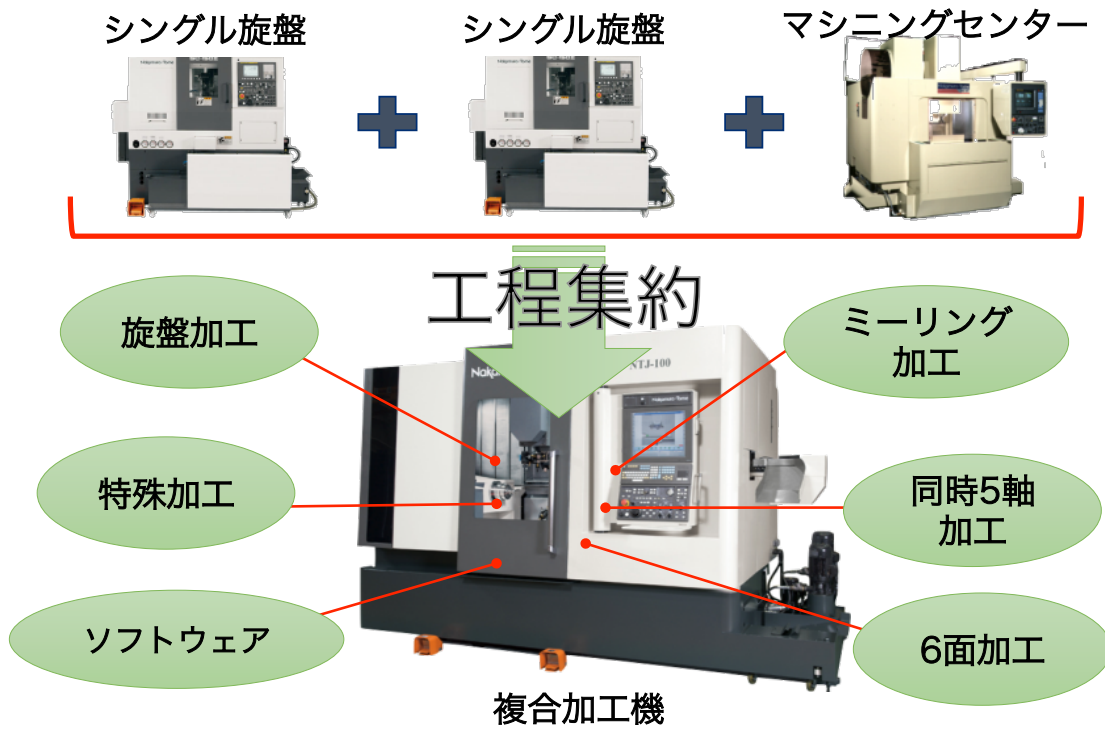 シングル旋盤
シングル旋盤
マシニングセンター
工程集約
旋盤加工
ミーリング
加工
NTJ-100
特殊加工
同時5軸
加工
ソフトウェア
6面加工
複合加工機